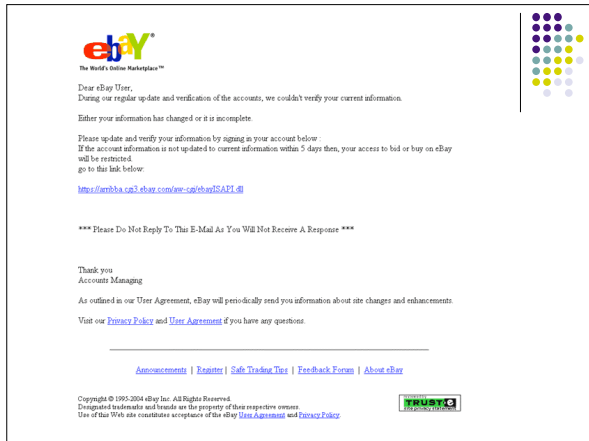 ebaY®
The World's Online Marketplace™
Dear eBay User,
During our regular update and verification of the accounts, we couldn't verify your current information.
Either your information has changed or it is incomplete.
Please update and verify your information by signing in your account below :
If the account information is not updated to current information within 5 days then, your access to bid or buy on eBay
will be restricted.
go to this link below:
https://arribba.cgi3.ebay.com/aw-cgi/ebayISAPI.dll
*** Please Do Not Reply To This E-Mail As You Will Not Receive A Response ***
Thank you
Accounts Managing
As outlined in our User Agreement, eBay will periodically send you information about site changes and enhancements.
Visit our Privacy Policy and User Agreement if you have any questions.
Announcements | Register | Safe Trading Tips | Feedback Forum | About eBay
Copyright © 1995-2004 eBay Inc. All Rights Reserved.
Designated trademarks and brands are the property of their respective owners.
Use of this Web site constitutes acceptance of the eBay User Agreement and Privacy Policy.
TRUSTe
site privacy statement